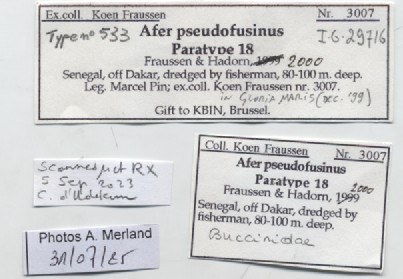 Ex.coll. Koen Fraussen Nr. 3007
Type n° 533 Afer pseudofusinus I.G. 29716
Paratype 18
Fraussen & Hadorn, 1999 2000
Senegal, off Dakar, dredged by fisherman, 80-100 m. deep.
Leg. Marcel Pin; ex.coll. Koen Fraussen nr. 3007.
in GLORIA MARIS (DEC. '99)
Gift to KBIN, Brussel.
Coll. Koen Fraussen Nr. 3007
Afer pseudofusinus
Paratype 18
Fraussen & Hadorn, 1999 2000
Senegal, off Dakar, dredged by
fisherman, 80-100 m. deep.
Buccinidae
Scanned μct RX
5 Sep 2023
C. d'Udekem
Photos A. Merland
31/07/